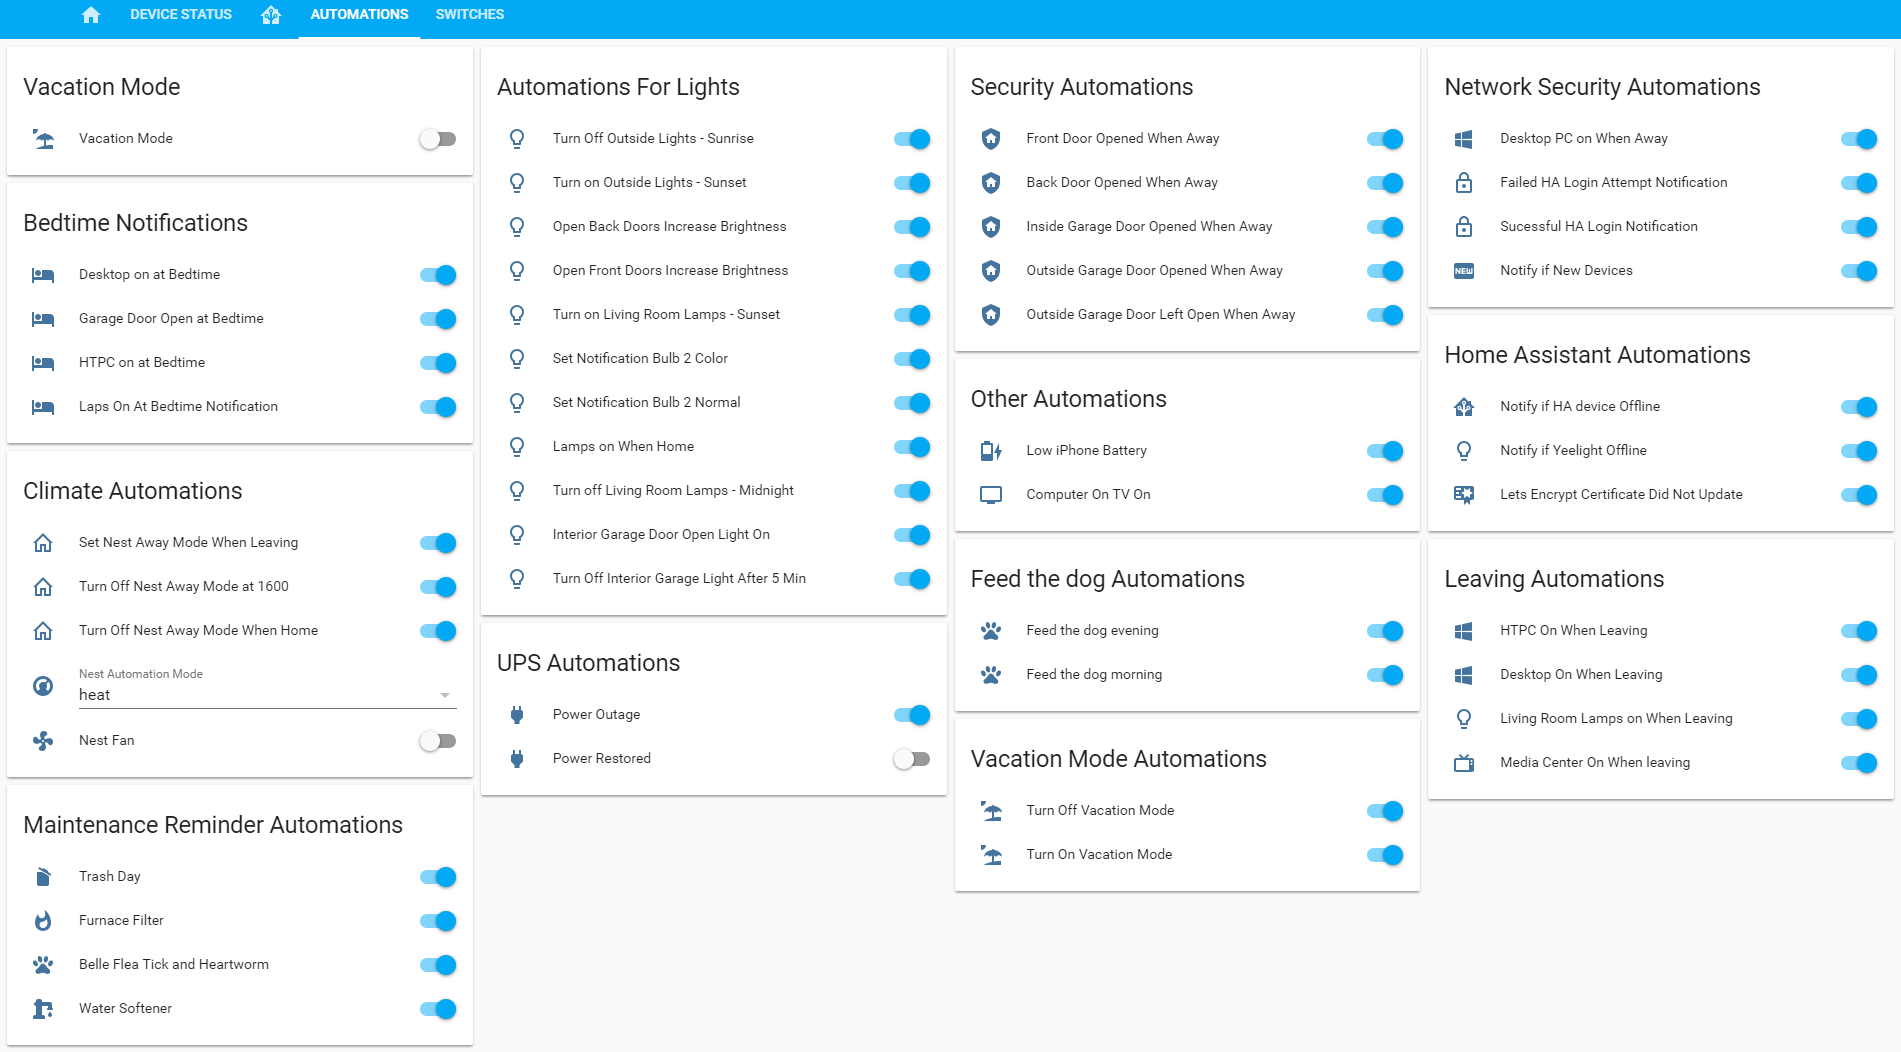 DEVICE STATUS
AUTOMATIONS
SWITCHES
Vacation Mode
Vacation Mode
Bedtime Notifications
Desktop on at Bedtime
Garage Door Open at Bedtime
HTPC on at Bedtime
Laps On At Bedtime Notification
Climate Automations
Set Nest Away Mode When Leaving
Turn Off Nest Away Mode at 1600
Turn Off Nest Away Mode When Home
Nest Automation Mode
heat
Nest Fan
Maintenance Reminder Automations
Trash Day
Furnace Filter
Belle Flea Tick and Heartworm
Water Softener
Automations For Lights
Turn Off Outside Lights - Sunrise
Turn on Outside Lights - Sunset
Open Back Doors Increase Brightness
Open Front Doors Increase Brightness
Turn on Living Room Lamps - Sunset
Set Notification Bulb 2 Color
Set Notification Bulb 2 Normal
Lamps on When Home
Turn off Living Room Lamps - Midnight
Interior Garage Door Open Light On
Turn Off Interior Garage Light After 5 Min
UPS Automations
Power Outage
Power Restored
Security Automations
Front Door Opened When Away
Back Door Opened When Away
Inside Garage Door Opened When Away
Outside Garage Door Opened When Away
Outside Garage Door Left Open When Away
Other Automations
Low iPhone Battery
Computer On TV On
Feed the dog Automations
Feed the dog evening
Feed the dog morning
Vacation Mode Automations
Turn Off Vacation Mode
Turn On Vacation Mode
Network Security Automations
Desktop PC on When Away
Failed HA Login Attempt Notification
Sucessful HA Login Notification
NEW
Notify if New Devices
Home Assistant Automations
Notify if HA device Offline
Notify if Yeelight Offline
Lets Encrypt Certificate Did Not Update
Leaving Automations
HTPC On When Leaving
Desktop On When Leaving
Living Room Lamps on When Leaving
Media Center On When leaving